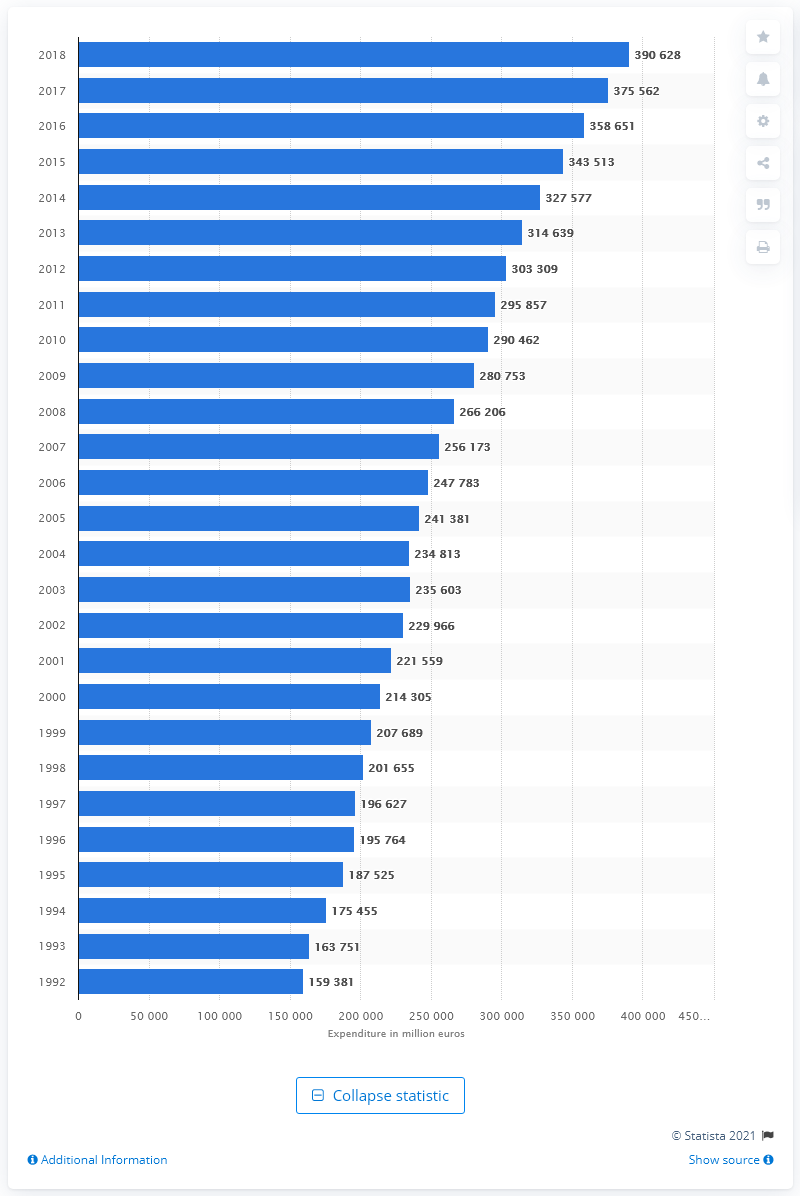 2018 390 628
2017 375 562
2016 358 651
2015 343 513
2014 327 577
2013 314 639
2012 303 309
2011 295 857
2010 290 462
2009 280 753
2008 266 206
2007 256 173
2006 247 783
2005 241 381
2004 234 813
2003 235 603
2002 229 966
2001 221 559
2000 214 305
1999 207 689
1998 201 655
1997 196 627
1996 195 764
1995 187 525
1994 175 455
1993 163 751
1992 159 381
0 50 000 100 000 150 000 200 000 250 000 300 000 350 000 400 000 450...
Expenditure in million euros
Collapse statistic
© Statista 2021
Additional Information Show source